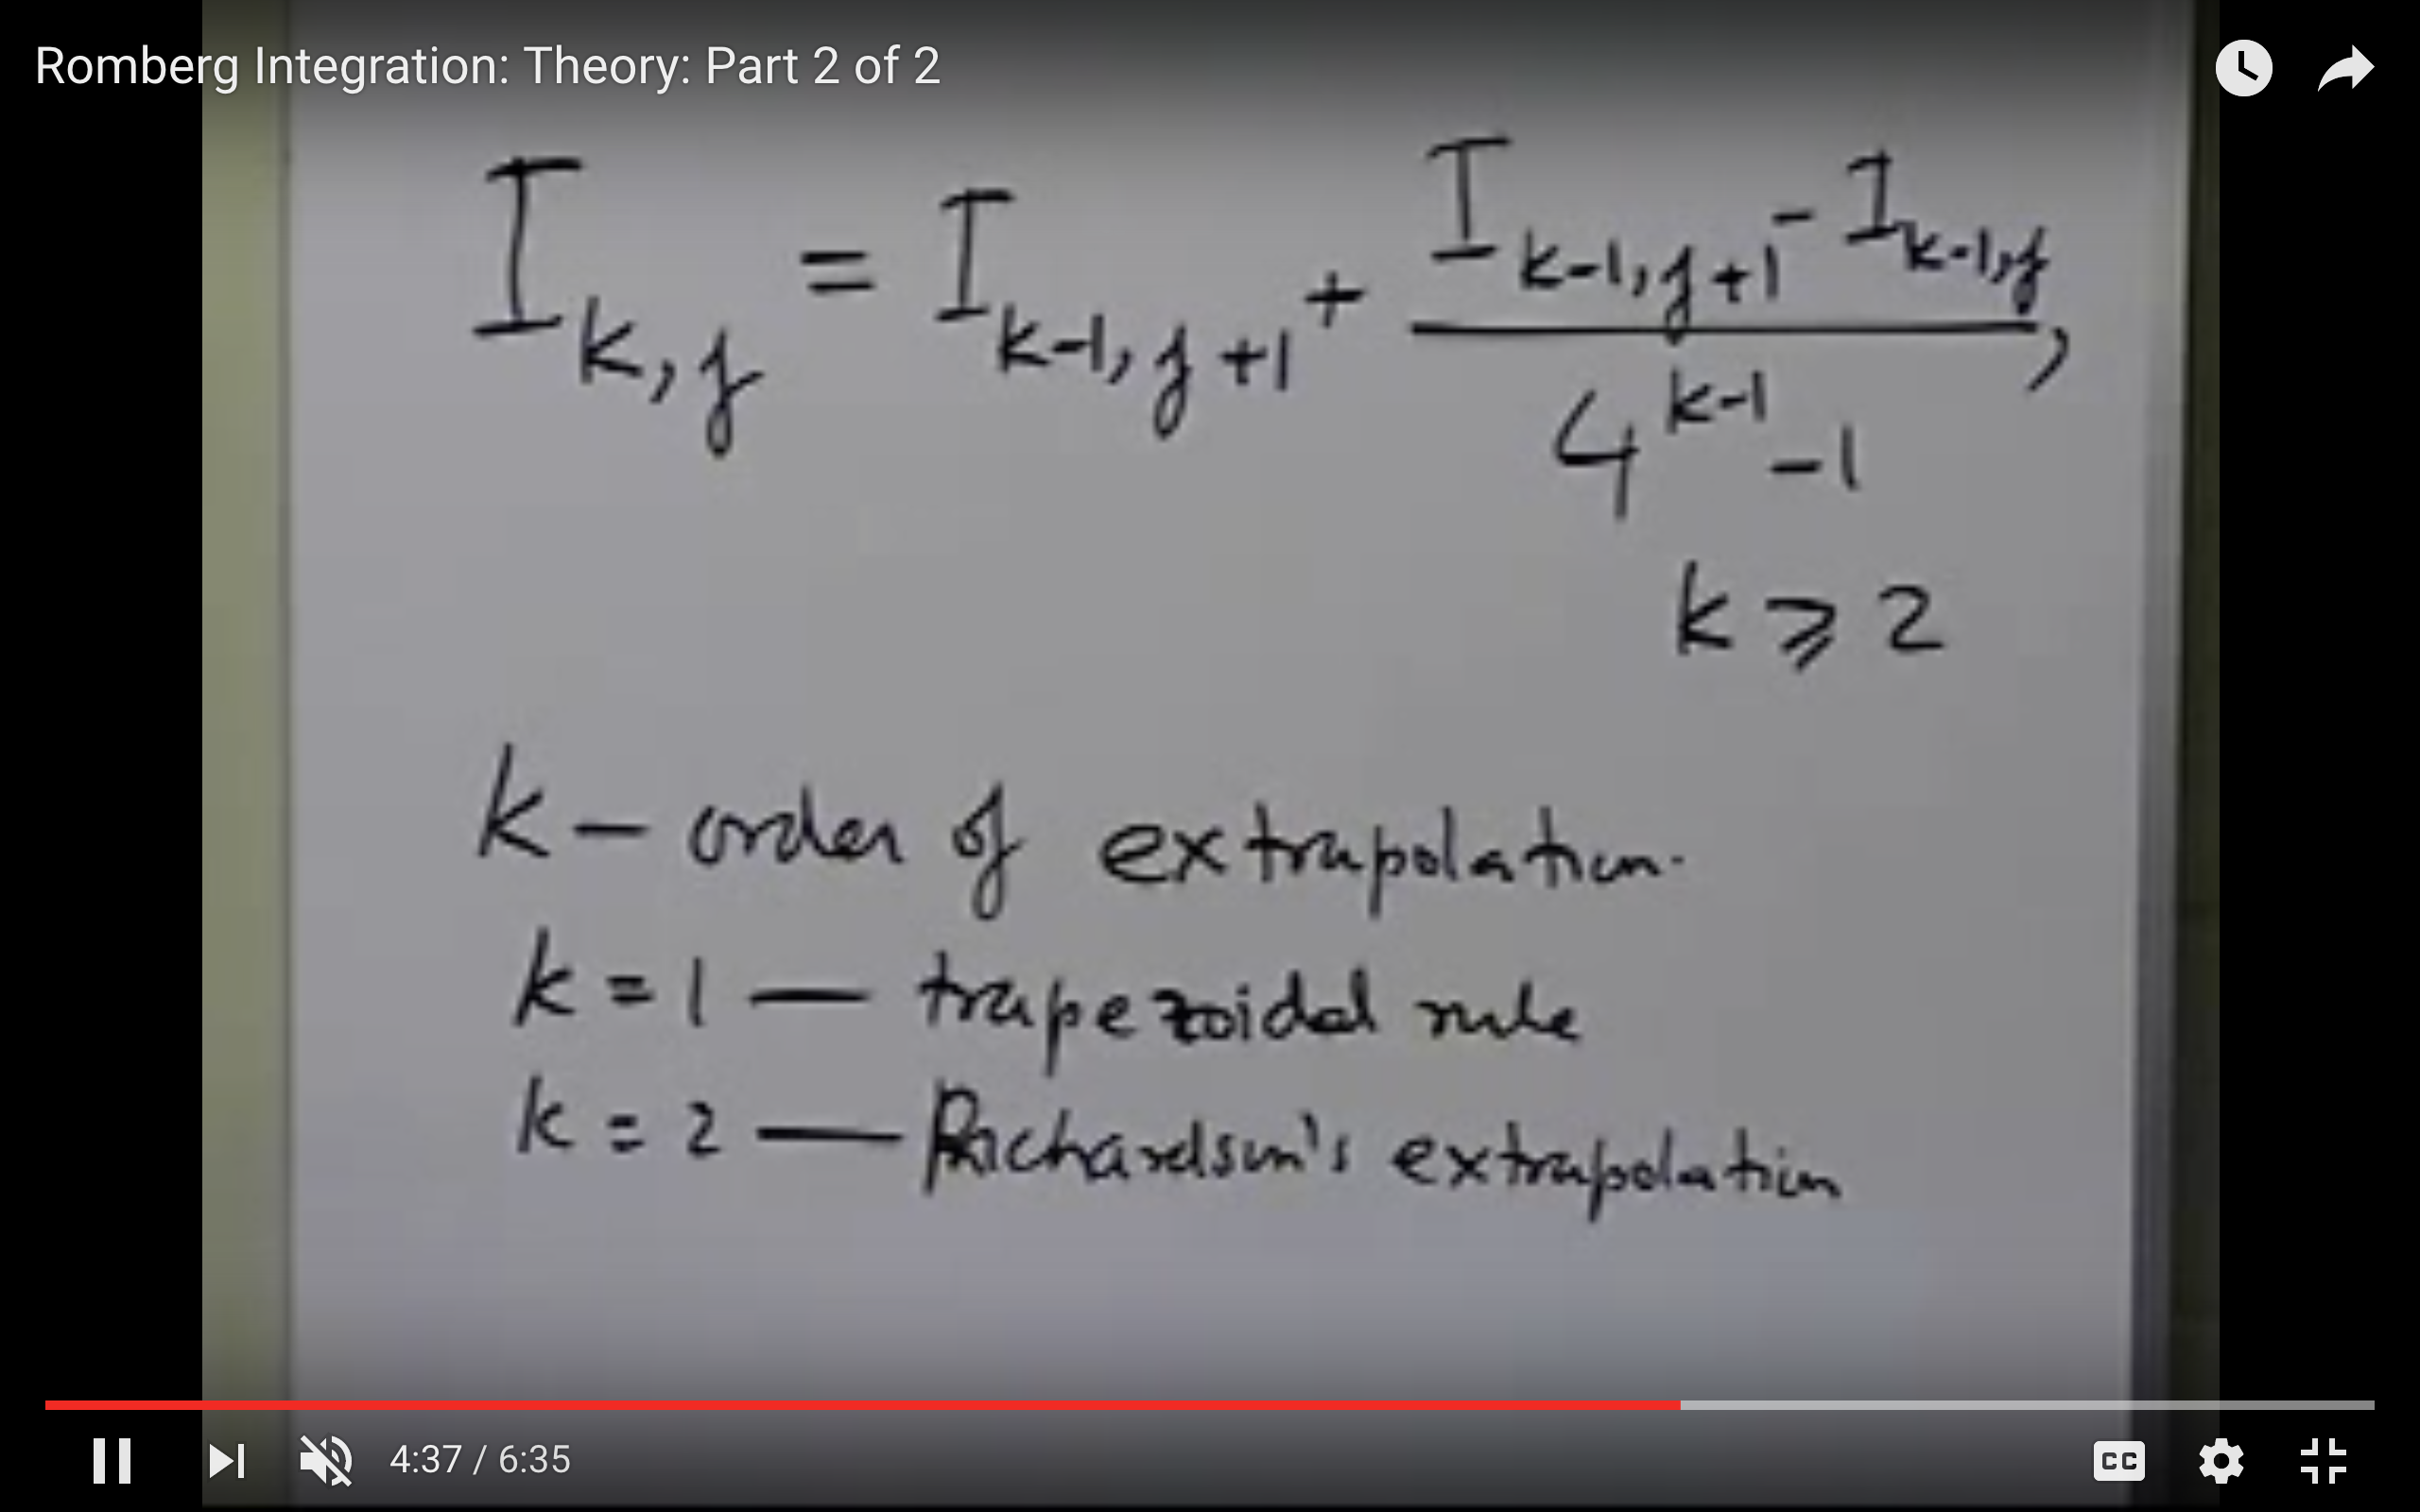 Romberg Integration: Theory: Part 2 of 2
I_{k,j} = I_{k-1,j+1} + \frac{I_{k-1,j+1} - I_{k-1,j}}{4^{k-1} - 1},
k ⩾ 2
k – order of extrapolation.
k = 1 — trapezoidal rule
k = 2 — Richardson's extrapolation
4:37 / 6:35
CC